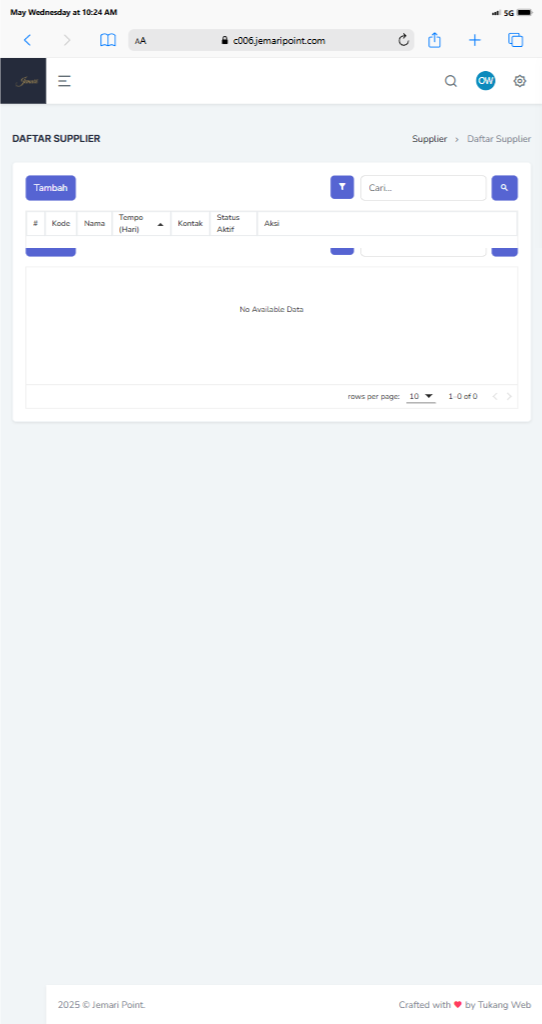 May Wednesday at 10:24 AM 5G
AA c006.jemaripoint.com
Jemari
OW
DAFTAR SUPPLIER Supplier > Daftar Supplier
Tambah Cari...
# Kode Nama Tempo (Hari) Kontak Status Aktif Aksi
No Available Data
rows per page: 10 1-0 of 0
2025 © Jemari Point. Crafted with ❤ by Tukang Web